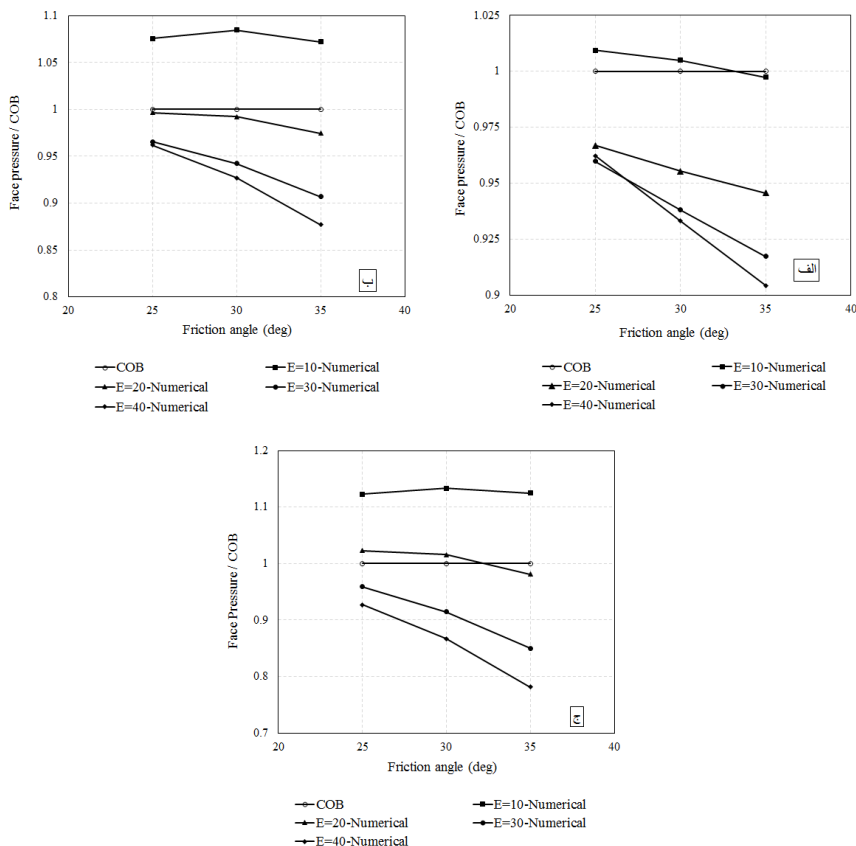 1.1
1.05
1
0.95
0.9
0.85
0.8
20 25 30 35 40
Face pressure / COB
Friction angle (deg)
ب
COB
E=10-Numerical
E=20-Numerical
E=30-Numerical
E=40-Numerical
1.025
1
0.975
0.95
0.925
0.9
20 25 30 35 40
Face pressure / COB
Friction angle (deg)
الف
COB
E=10-Numerical
E=20-Numerical
E=30-Numerical
E=40-Numerical
1.2
1.1
1
0.9
0.8
0.7
20 25 30 35 40
Face Pressure / COB
Friction angle (deg)
ج
COB
E=10-Numerical
E=20-Numerical
E=30-Numerical
E=40-Numerical